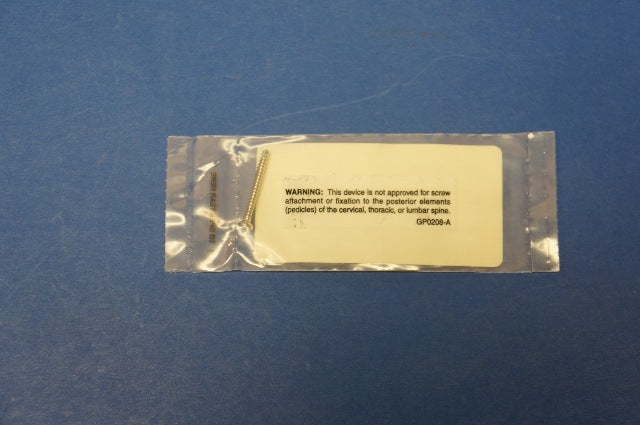 WARNING: This device is not approved for screw
attachment or fixation to the posterior elements
(pedicles) of the cervical, thoracic, or lumbar spine.
GP0208-A